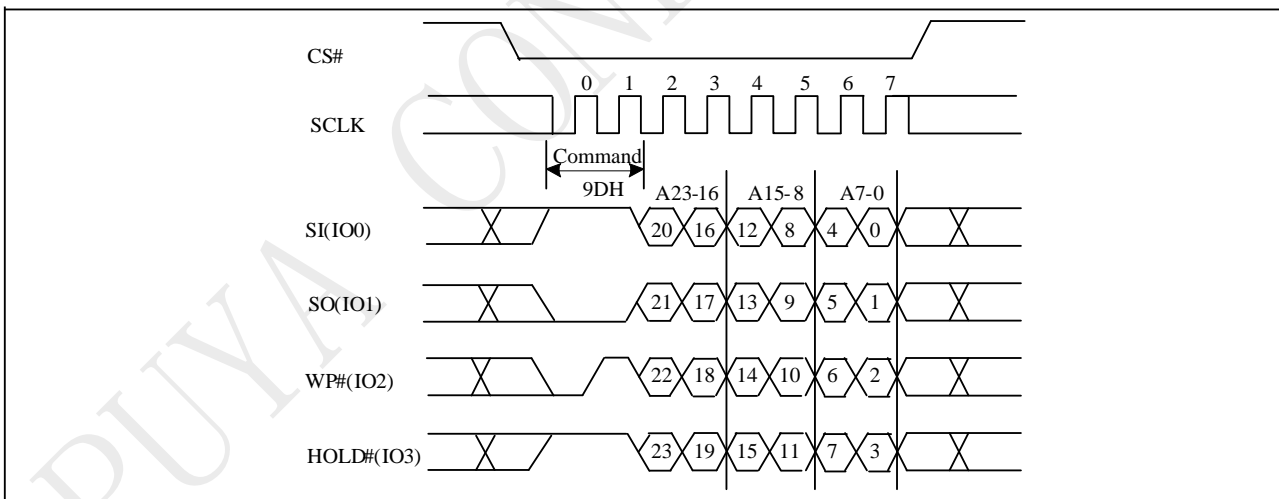 CS#
0 1 2 3 4 5 6 7
SCLK
Command
9DH
A23-16 A15-8 A7-0
SI(IO0) 20 16 12 8 4 0
SO(IO1) 21 17 13 9 5 1
WP#(IO2) 22 18 14 10 6 2
HOLD#(IO3) 23 19 15 11 7 3
PUYA